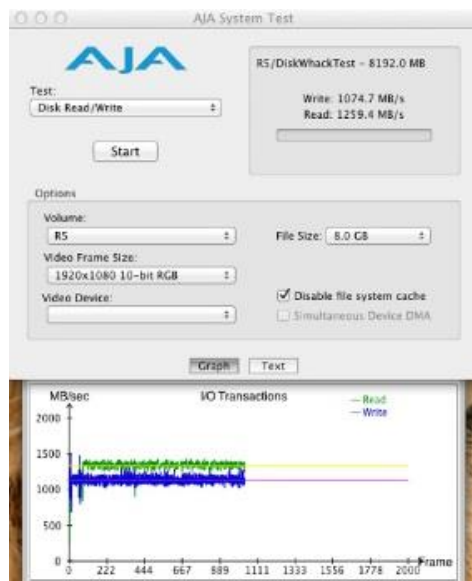 AJA System Test
AJA
R5/DiskWhackTest - 8192.0 MB
Write: 1074.7 MB/s
Read: 1259.4 MB/s
Test:
Disk Read/Write
Start
Options
Volume:
R5
File Size: 8.0 GB
Video Frame Size:
1920x1080 10-bit RGB
Video Device:
Disable file system cache
Simultaneous Device DMA
Graph Text
MB/sec I/O Transactions
Read
Write
2000
1500
1000
500
0
0 222 444 667 889 1111 1333 1556 1778 2000 Frame